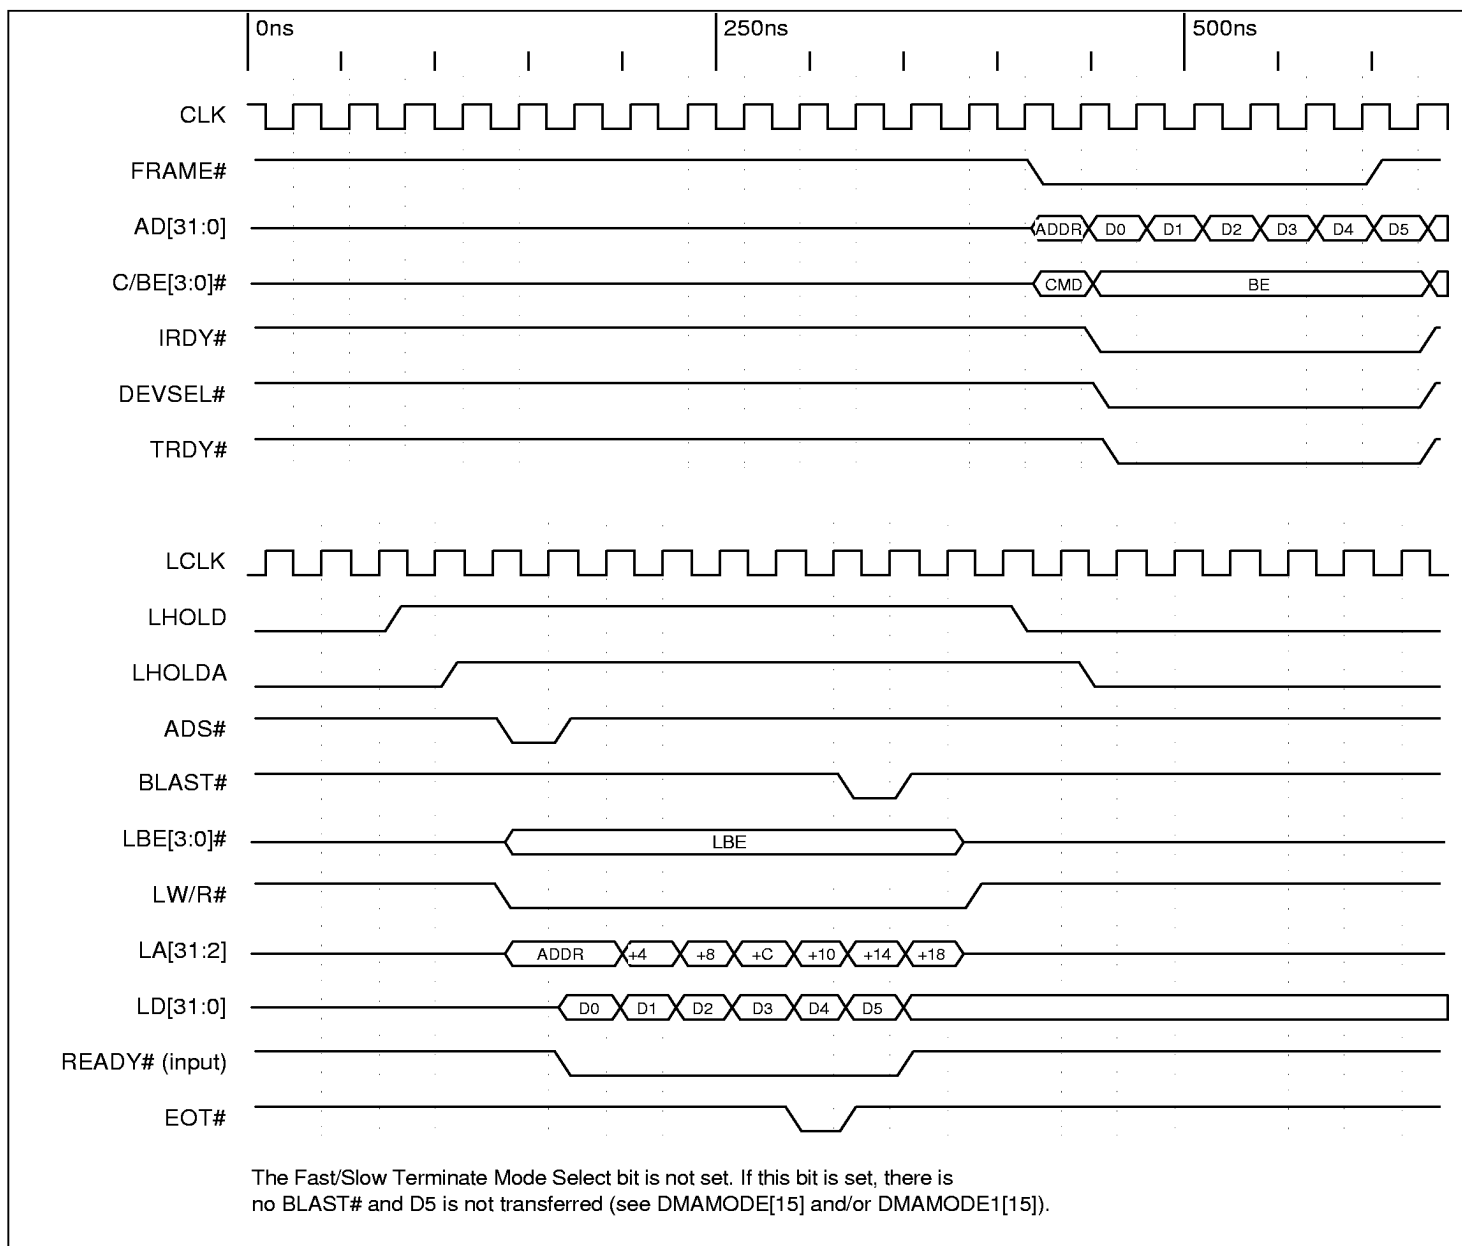 0ns 250ns 500ns
CLK
FRAME#
AD[31:0] ADDR D0 D1 D2 D3 D4 D5
C/BE[3:0]# CMD BE
IRDY#
DEVSEL#
TRDY#
LCLK
LHOLD
LHOLDA
ADS#
BLAST#
LBE[3:0]# LBE
LW/R#
LA[31:2] ADDR +4 +8 +C +10 +14 +18
LD[31:0] D0 D1 D2 D3 D4 D5
READY# (input)
EOT#
The Fast/Slow Terminate Mode Select bit is not set. If this bit is set, there is
no BLAST# and D5 is not transferred (see DMAMODE[15] and/or DMAMODE1[15]).